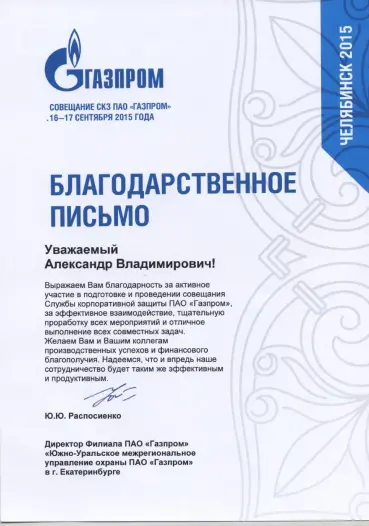 ГАЗПРОМ
СОВЕЩАНИЕ СКЗ ПАО «ГАЗПРОМ»
.16–17 СЕНТЯБРЯ 2015 ГОДА
ЧЕЛЯБИНСК 2015
БЛАГОДАРСТВЕННОЕ
ПИСЬМО
Уважаемый
Александр Владимирович!
Выражаем Вам благодарность за активное
участие в подготовке и проведении совещания
Службы корпоративной защиты ПАО «Газпром»,
за эффективное взаимодействие, тщательную
проработку всех мероприятий и отличное
выполнение всех совместных задач.
Желаем Вам и Вашим коллегам
производственных успехов и финансового
благополучия. Надеемся, что и впредь наше
сотрудничество будет таким же эффективным
и продуктивным.
Ю.Ю. Распосиенко
Директор Филиала ПАО «Газпром»
«Южно-Уральское межрегиональное
управление охраны ПАО «Газпром»
в г. Екатеринбурге